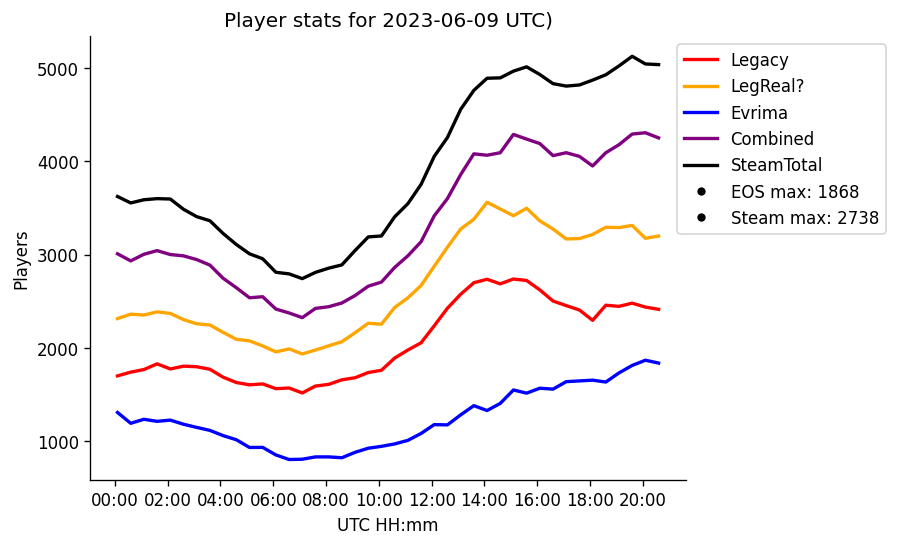 Player stats for 2023-06-09 UTC)
5000
4000
3000
2000
1000
Players
00:00 02:00 04:00 06:00 08:00 10:00 12:00 14:00 16:00 18:00 20:00
UTC HH:mm
Legacy
LegReal?
Evrima
Combined
SteamTotal
EOS max: 1868
Steam max: 2738